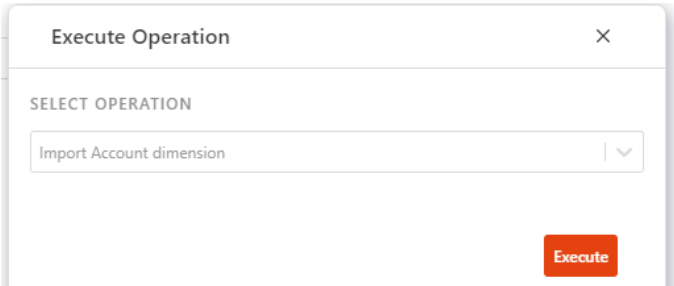 Execute Operation
SELECT OPERATION
Import Account dimension
Execute